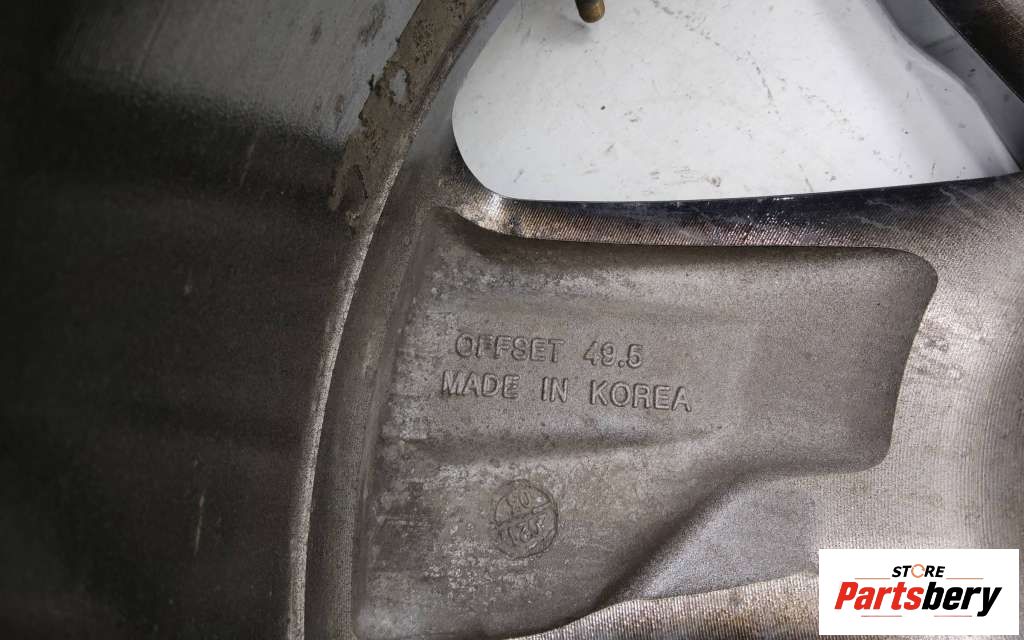 OFFSET 49.5
MADE IN KOREA
STORE
Partsbery